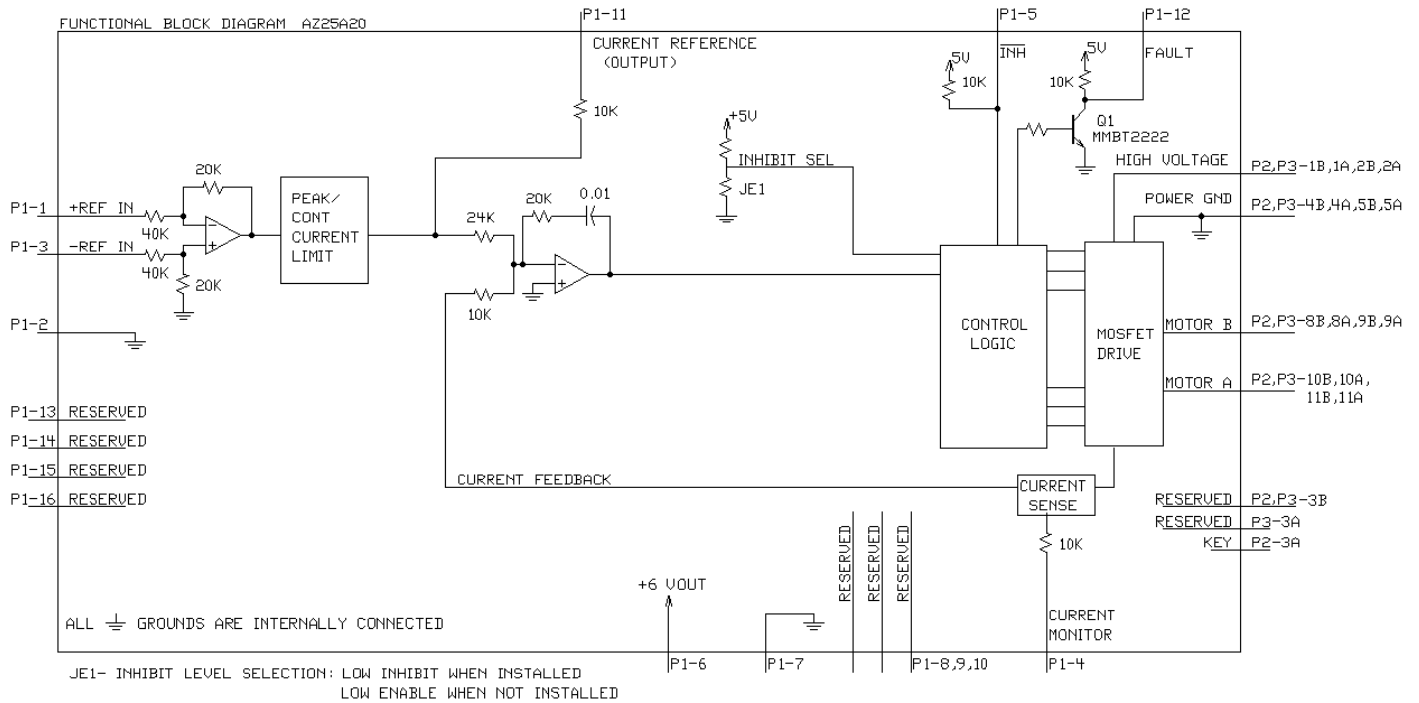 FUNCTIONAL BLOCK DIAGRAM AZ25A20
P1-11
P1-5
P1-12
CURRENT REFERENCE
(OUTPUT)
INH
FAULT
5V
10K
5V
10K
10K
+5V
Q1
MMBT2222
INHIBIT SEL
JE1
HIGH VOLTAGE
P2,P3-1B,1A,2B,2A
POWER GND
P2,P3-4B,4A,5B,5A
20K
P1-1
+REF IN
40K
P1-3
-REF IN
40K
20K
PEAK/
CONT
CURRENT
LIMIT
24K
20K
0.01
10K
P1-2
CONTROL
LOGIC
MOSFET
DRIVE
MOTOR B
P2,P3-8B,8A,9B,9A
MOTOR A
P2,P3-10B,10A,
11B,11A
P1-13 RESERVED
P1-14 RESERVED
P1-15 RESERVED
P1-16 RESERVED
CURRENT FEEDBACK
CURRENT
SENSE
10K
RESERVED P2,P3-3B
RESERVED P3-3A
KEY P2-3A
RESERVED
RESERVED
RESERVED
+6 VOUT
CURRENT
MONITOR
ALL GROUNDS ARE INTERNALLY CONNECTED
P1-6
P1-7
P1-8,9,10
P1-4
JE1- INHIBIT LEVEL SELECTION: LOW INHIBIT WHEN INSTALLED
LOW ENABLE WHEN NOT INSTALLED